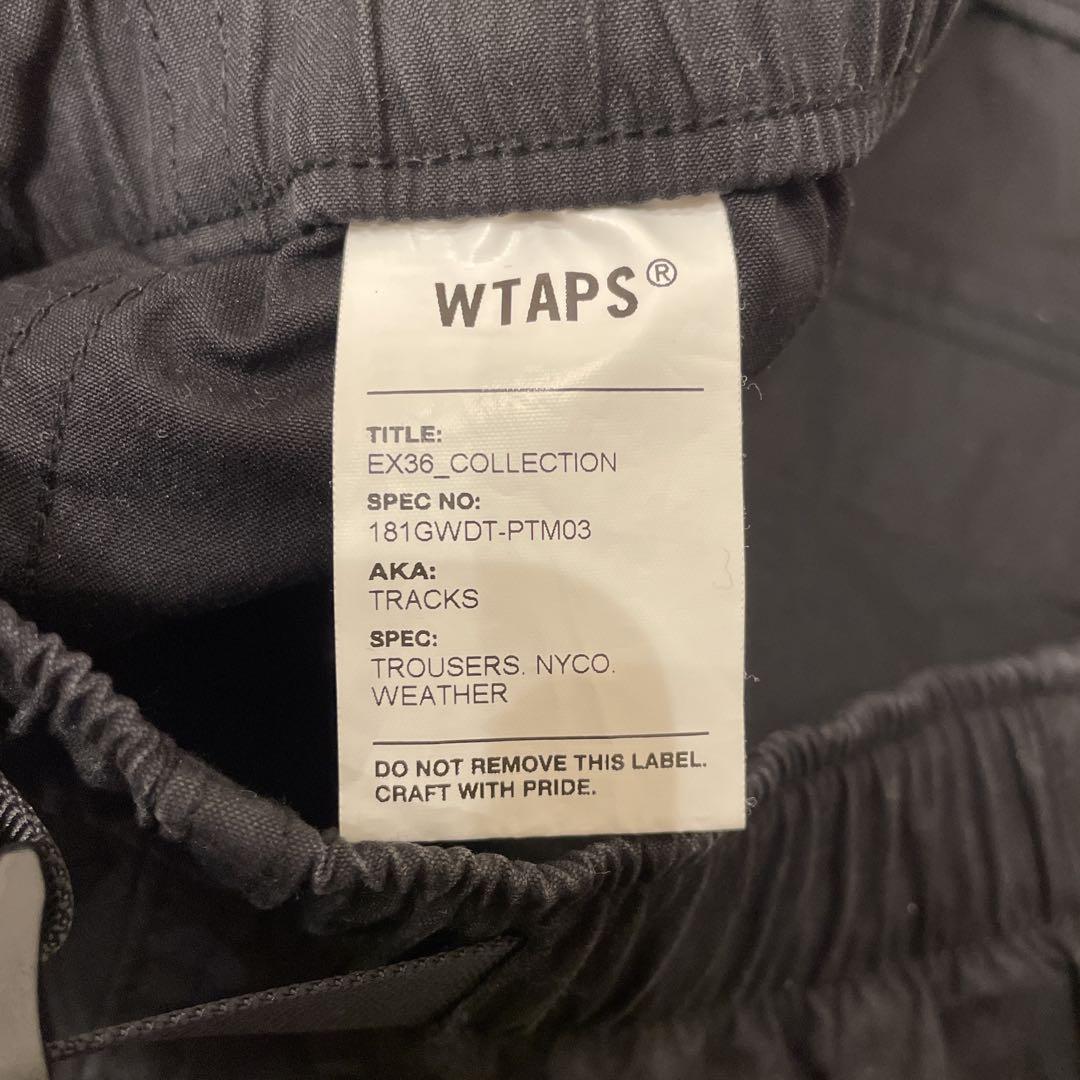 WTAPS®
TITLE:
EX36_COLLECTION
SPEC NO:
181GWDT-PTM03
AKA:
TRACKS
SPEC:
TROUSERS. NYCO.
WEATHER
DO NOT REMOVE THIS LABEL.
CRAFT WITH PRIDE.